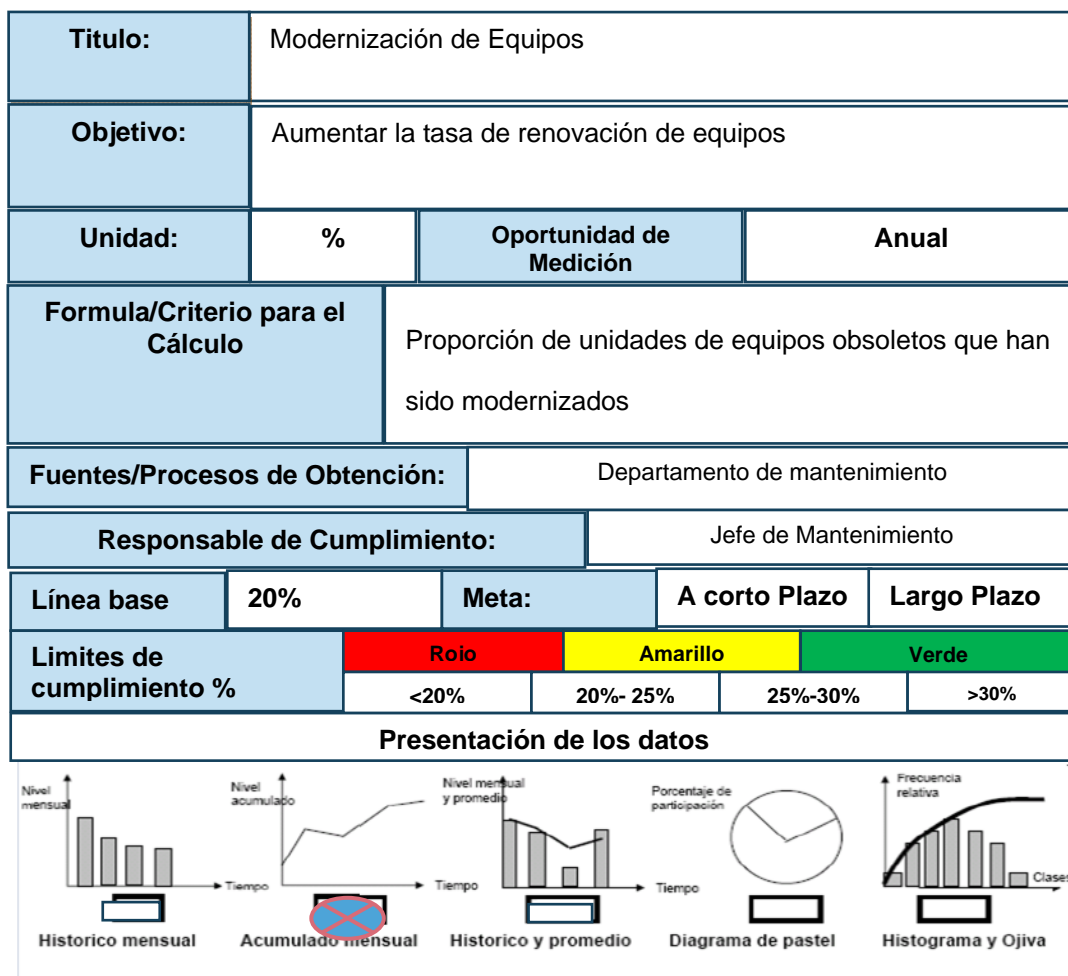 Titulo: Modernización de Equipos
Objetivo: Aumentar la tasa de renovación de equipos
Unidad: % Oportunidad de Medición Anual
Formula/Criterio para el Cálculo
Proporción de unidades de equipos obsoletos que han
sido modernizados
Fuentes/Procesos de Obtención: Departamento de mantenimiento
Responsable de Cumplimiento: Jefe de Mantenimiento
Línea base 20% Meta: A corto Plazo Largo Plazo
Limites de cumplimiento % Roio Amarillo Verde
<20% 20%- 25% 25%-30% >30%
Presentación de los datos
Nivel mensual
Tiempo
Historico mensual
Nivel acumulado
Tiempo
Acumulado mensual
Nivel mensual y promedio
Tiempo
Historico y promedio
Porcentaje de participación
Diagrama de pastel
Frecuencia relativa
Clases
Histograma y Ojiva